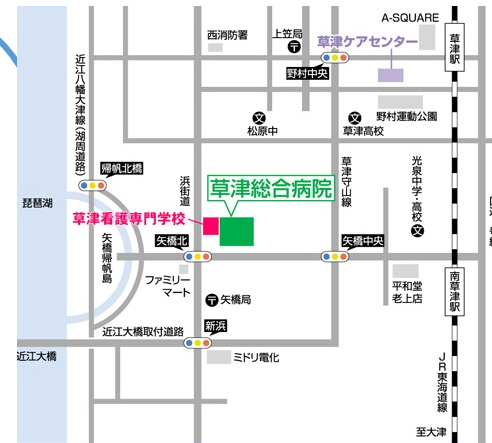 A-SQUARE
西消防署
上笠局
草津ケアセンター
草津駅
野村中央
近江八幡大津線(湖周道路)
野村運動公園
文
松原中
文
草津高校
帰帆北橋
浜街道
草津総合病院
草津守山線
光泉中学・高校
文
琵琶湖
草津看護専門学校
矢橋帰帆島
矢橋北
矢橋中央
ファミリー
マート
平和堂
老上店
南草津駅
矢橋局
近江大橋取付道路
新浜
近江大橋
ミドリ電化
JR東海道線
至大津